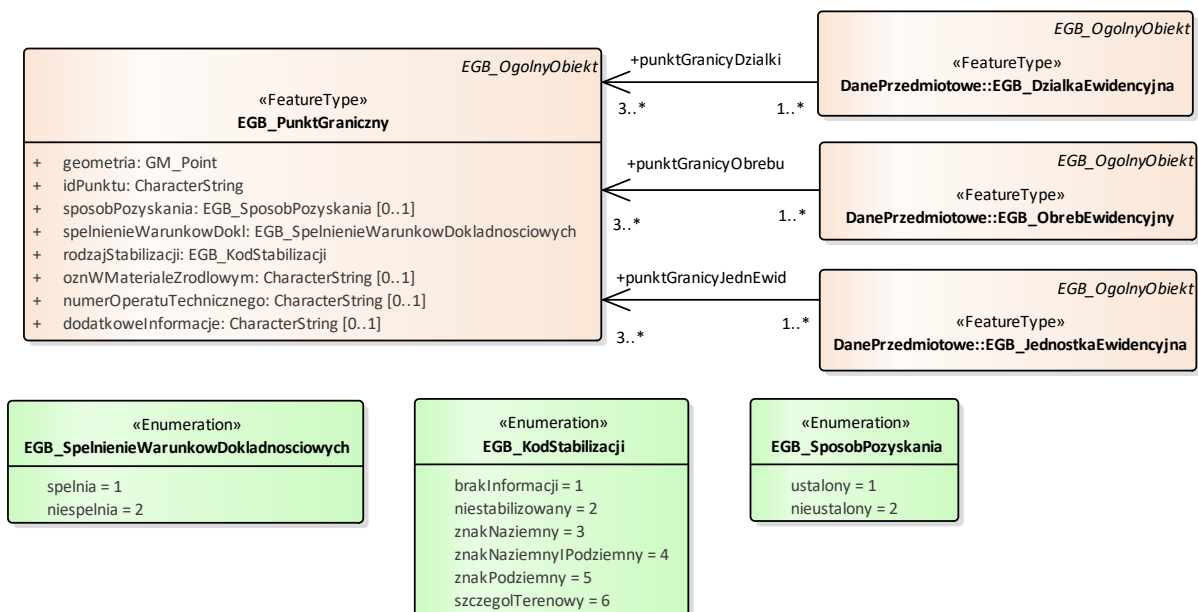 EGB_OgolnyObiekt
«FeatureType»
EGB_PunktGraniczny
+ geometria: GM_Point
+ idPunktu: CharacterString
+ sposobPozyskania: EGB_SposobPozyskania [0..1]
+ spelnienieWarunkowDokl: EGB_SpelnienieWarunkowDokladnosciowych
+ rodzajStabilizacji: EGB_KodStabilizacji
+ oznWMaterialeZrodlowym: CharacterString [0..1]
+ numerOperatuTechnicznego: CharacterString [0..1]
+ dodatkoweInformacje: CharacterString [0..1]
+punktGranicyDzialki
3..*
1..*
EGB_OgolnyObiekt
«FeatureType»
DanePrzedmiotowe::EGB_DzialkaEwidencyjna
+punktGranicyObrebu
3..*
1..*
EGB_OgolnyObiekt
«FeatureType»
DanePrzedmiotowe::EGB_ObrebEwidencyjny
+punktGranicyJednEwid
3..*
1..*
EGB_OgolnyObiekt
«FeatureType»
DanePrzedmiotowe::EGB_JednostkaEwidencyjna
«Enumeration»
EGB_SpelnienieWarunkowDokladnosciowych
spelnia = 1
niespelnia = 2
«Enumeration»
EGB_KodStabilizacji
brakInformacji = 1
niestabilizowany = 2
znakNaziemny = 3
znakNaziemnyIPodziemny = 4
znakPodziemny = 5
szczegolTerenowy = 6
«Enumeration»
EGB_SposobPozyskania
ustalony = 1
nieustalony = 2